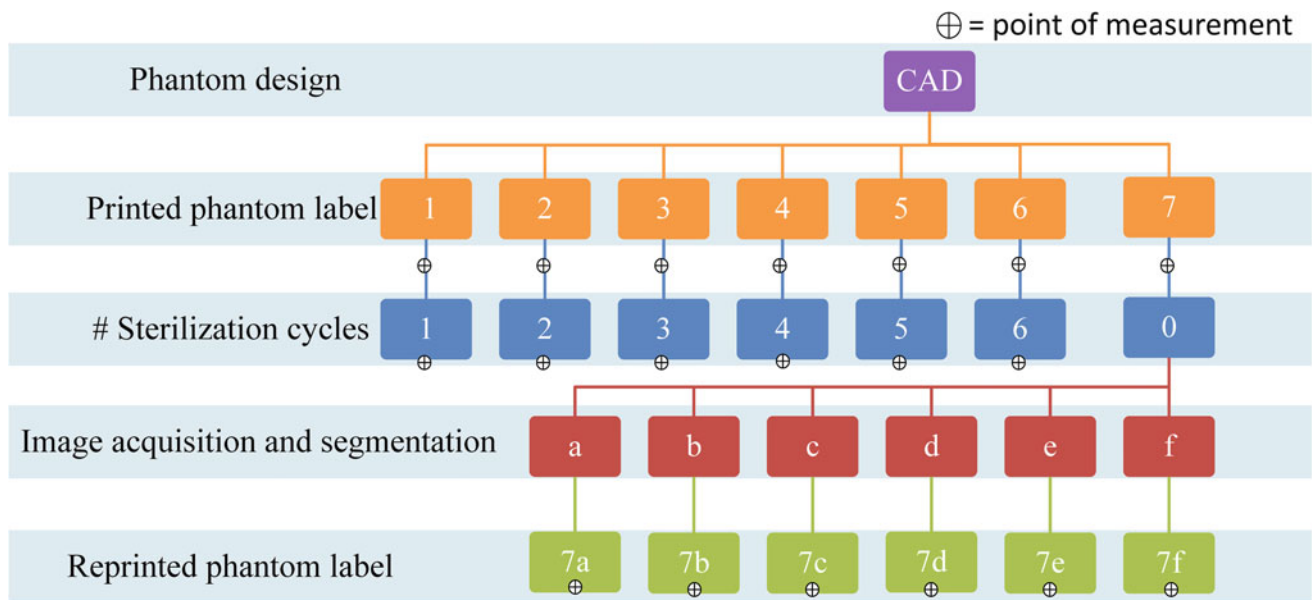 ⊕ = point of measurement
Phantom design CAD
Printed phantom label 1 2 3 4 5 6 7
# Sterilization cycles 1 2 3 4 5 6 0
Image acquisition and segmentation a b c d e f
Reprinted phantom label 7a 7b 7c 7d 7e 7f